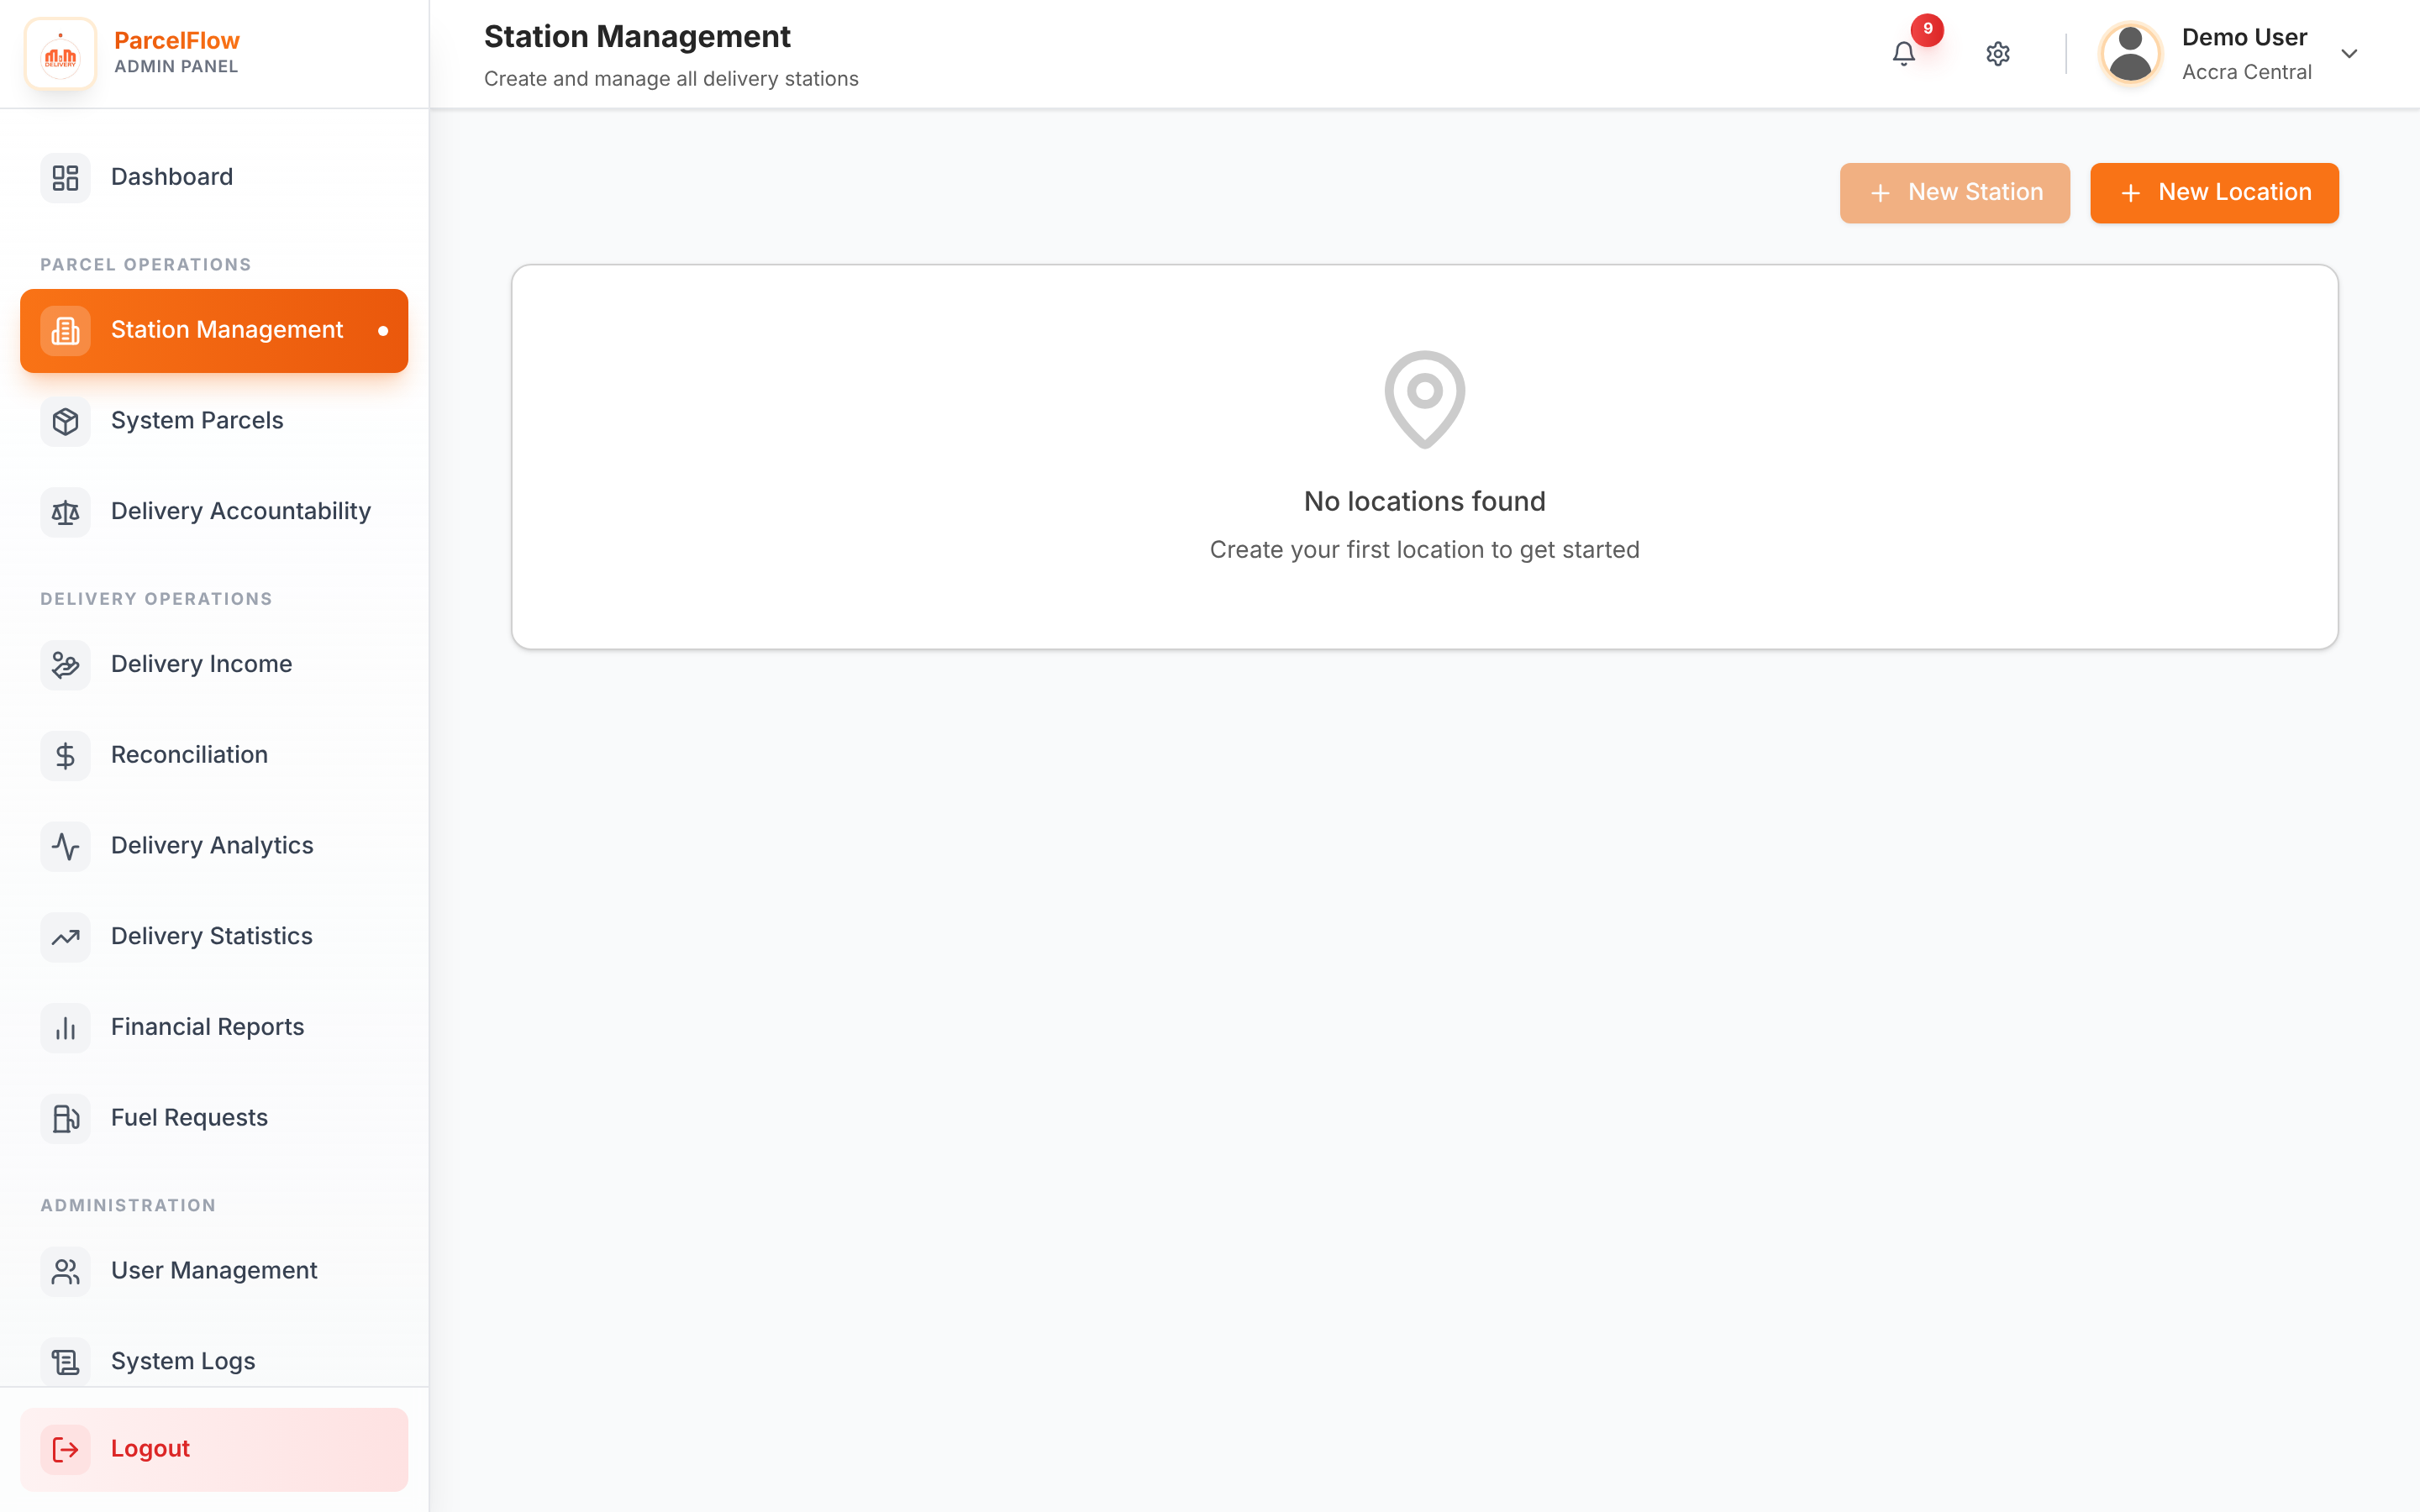 ParcelFlow
ADMIN PANEL
DELIVERY
Dashboard
PARCEL OPERATIONS
Station Management
System Parcels
Delivery Accountability
DELIVERY OPERATIONS
Delivery Income
Reconciliation
Delivery Analytics
Delivery Statistics
Financial Reports
Fuel Requests
ADMINISTRATION
User Management
System Logs
Logout
Station Management
Create and manage all delivery stations
9
Demo User
Accra Central
New Station
New Location
No locations found
Create your first location to get started